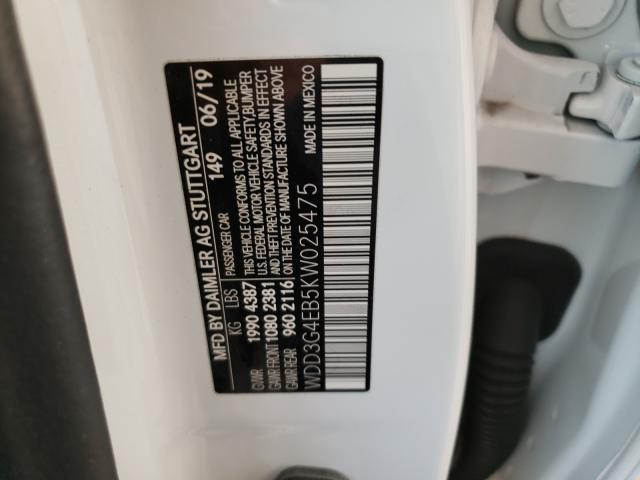 MFD BY DAIMLER AG STUTTGART
PASSENGER CAR 149 06/19
KG LBS
GVWR 1990 4387
GAWR FRONT 1080 2381
GAWR REAR 960 2116
THIS VEHICLE CONFORMS TO ALL APPLICABLE
U.S. FEDERAL MOTOR VEHICLE SAFETY,BUMPER
AND THEFT PREVENTION STANDARDS IN EFFECT
ON THE DATE OF MANUFACTURE SHOWN ABOVE
WDD3G4EB5KW025475
MADE IN MEXICO